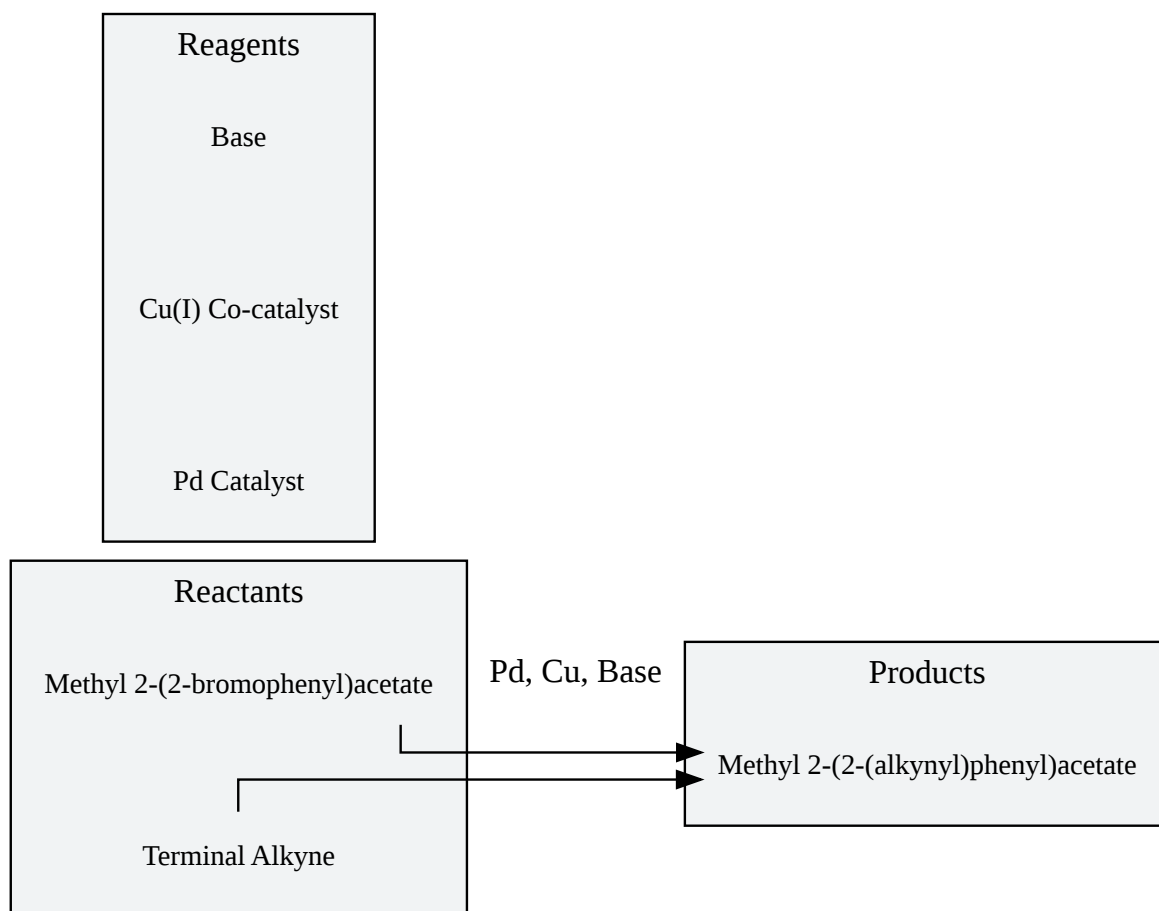 Reagents
Base
Cu(I) Co-catalyst
Pd Catalyst
Reactants
Methyl 2-(2-bromophenyl)acetate
Terminal Alkyne
Pd, Cu, Base
Products
Methyl 2-(2-(alkynyl)phenyl)acetate